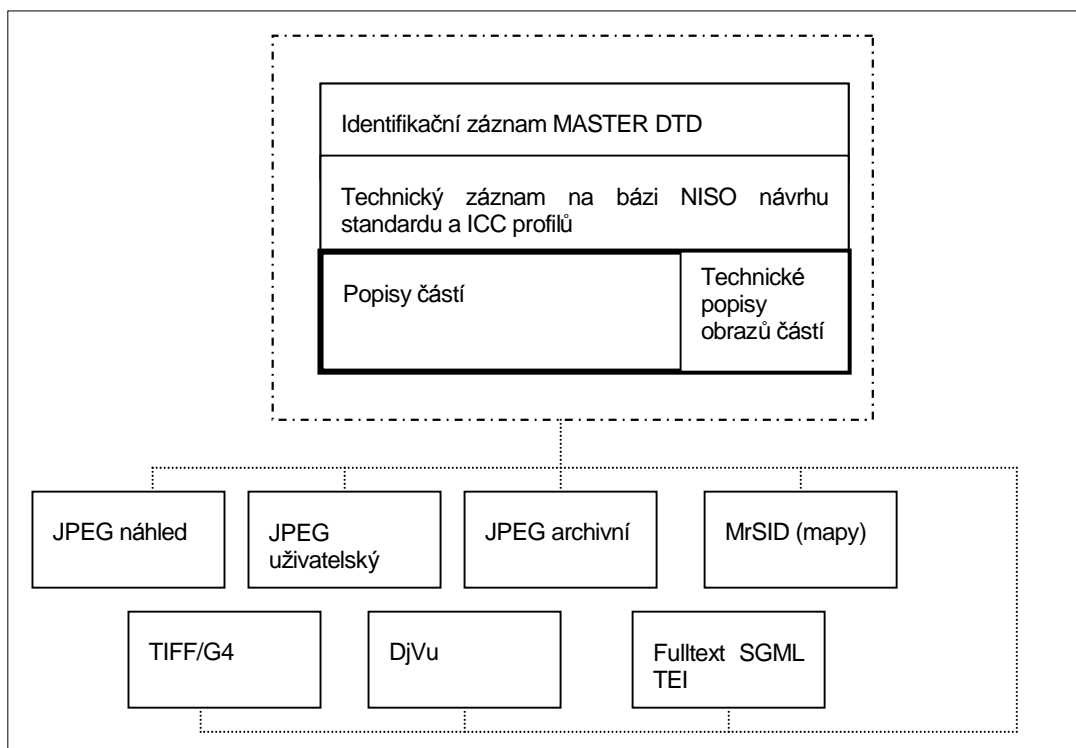 Identifikační záznam MASTER DTD
Technický záznam na bázi NISO návrhu
standardu a ICC profilů
Popisy částí
Technické
popisy
obrazů částí
JPEG náhled
JPEG
uživatelský
JPEG archivní
MrSID (mapy)
TIFF/G4
DjVu
Fulltext SGML
TEI